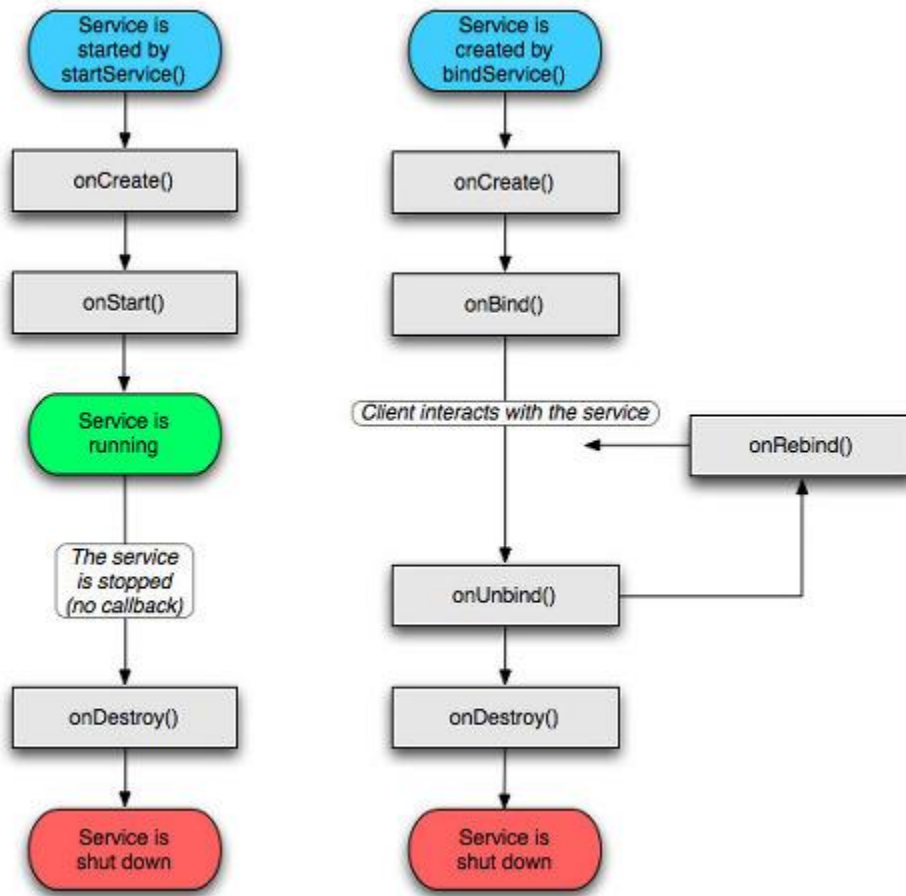 Service is
started by
startService()
onCreate()
onStart()
Service is
running
The service
is stopped
(no callback)
onDestroy()
Service is
shut down
Service is
created by
bindService()
onCreate()
onBind()
Client interacts with the service
onRebind()
onUnbind()
onDestroy()
Service is
shut down